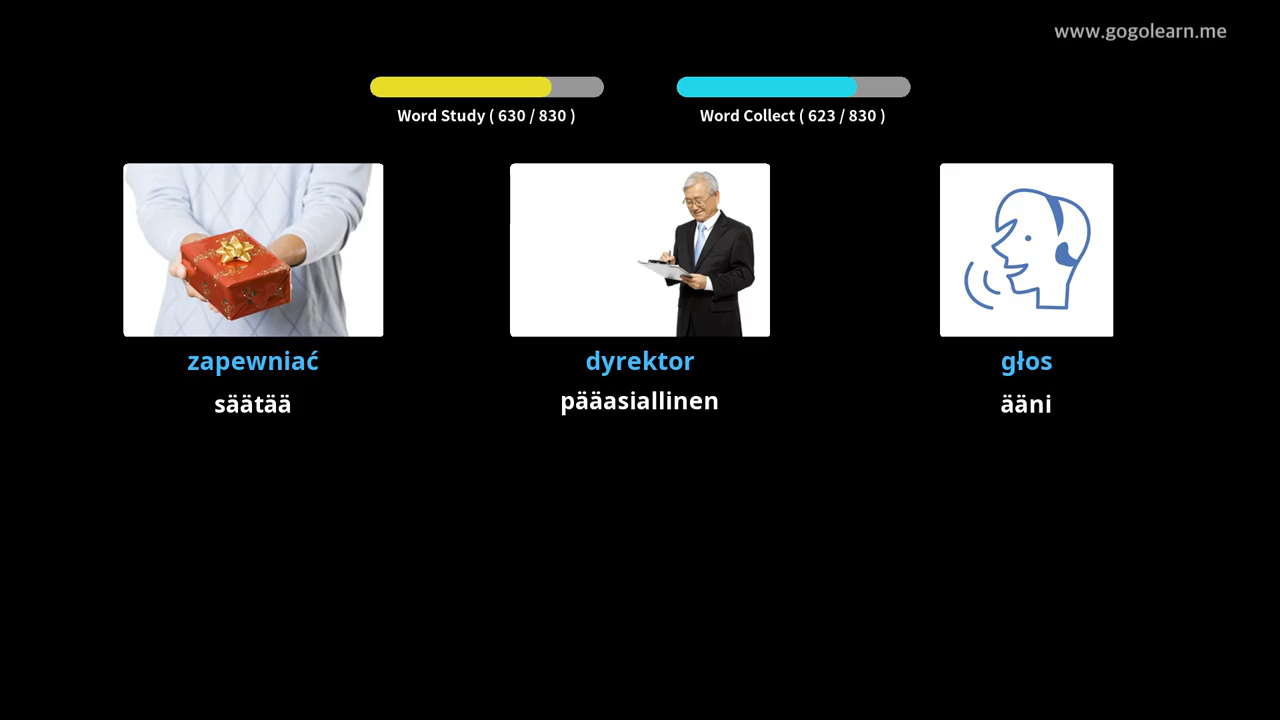 www.gogolearn.me
Word Study ( 630 / 830 )
Word Collect ( 623 / 830 )
zapewniać
säätää
dyrektor
pääasiallinen
głos
ääni